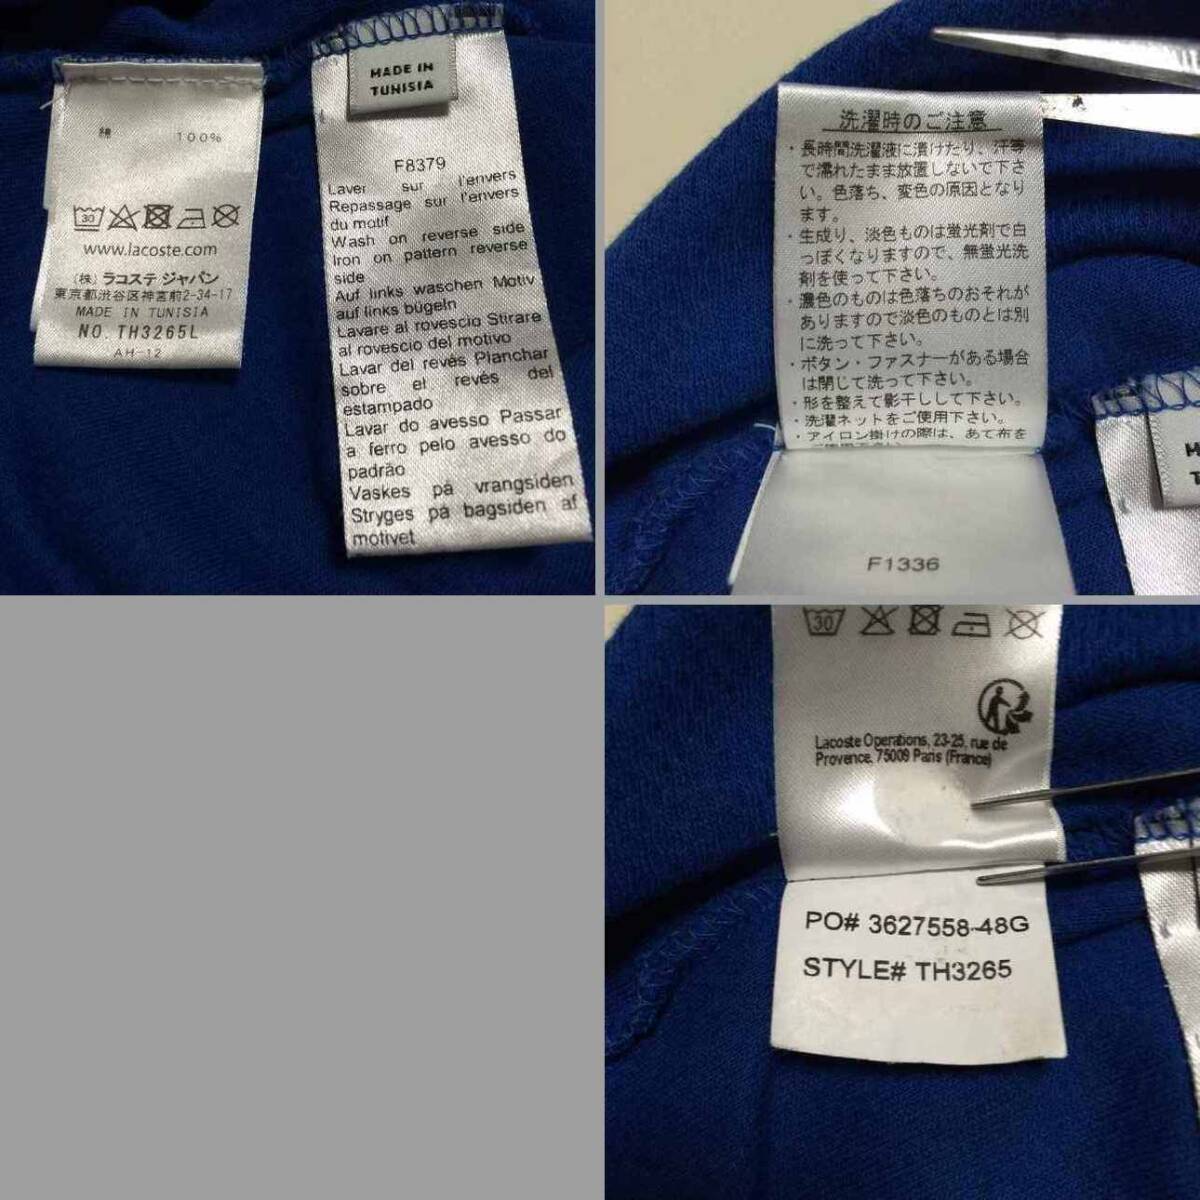 綿 100%
30
www.lacoste.com
(株) ラコステ ジャパン
東京都渋谷区神宮前2-34-17
MADE IN TUNISIA
NO. TH3265L
AH-12
MADE IN
TUNISIA
F8379
Laver sur l'envers
Repassage sur l'envers
du motif
Wash on reverse side
Iron on pattern reverse
side
Auf links waschen Motiv
auf links bügeln
Lavare al rovescio Stirare
al rovescio del motivo
Lavar del revés Planchar
sobre el revés del
estampado
Lavar do avesso Passar
a ferro pelo avesso do
padrão
Vaskes på vrangsiden
Stryges på bagsiden af
motivet
洗濯時のご注意
・長時間洗濯液に漬けたり、汗等
で濡れたまま放置しないで下さ
い。色落ち、変色の原因となり
ます。
・生成り、淡色ものは蛍光剤で白
っぽくなりますので、無蛍光洗
剤を使って下さい。
・濃色のものは色落ちのおそれが
ありますので淡色のものとは別
に洗って下さい。
・ボタン・ファスナーがある場合
は閉じて洗って下さい。
・形を整えて影干しして下さい。
・洗濯ネットをご使用下さい。
・アイロン掛けの際は、あて布を
ご使用下さい。
F1336
30
Lacoste Operations, 23-25, rue de
Provence, 75009 Paris (France)
PO# 3627558-48G
STYLE# TH3265